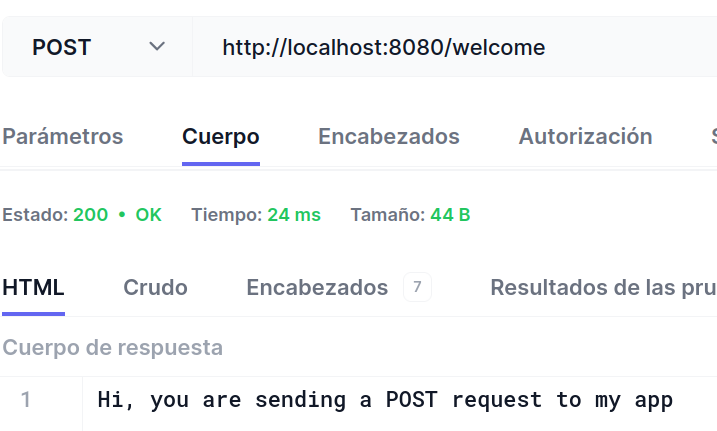 POST http://localhost:8080/welcome
Parámetros Cuerpo Encabezados Autorización
Estado: 200 • OK Tiempo: 24 ms Tamaño: 44 B
HTML Crudo Encabezados 7 Resultados de las pru
Cuerpo de respuesta
1 Hi, you are sending a POST request to my app